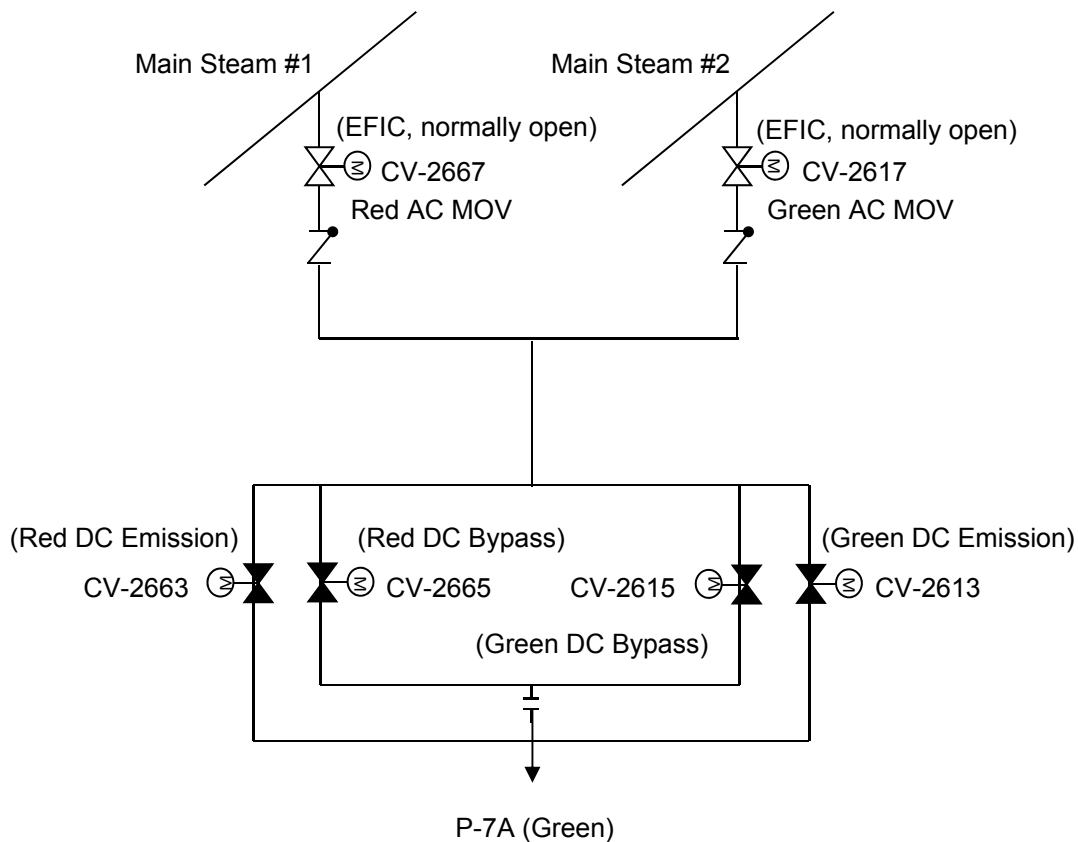 Main Steam #1
Main Steam #2
(EFIC, normally open)
(EFIC, normally open)
M
CV-2667
M
CV-2617
Red AC MOV
Green AC MOV
(Red DC Emission)
(Red DC Bypass)
(Green DC Emission)
CV-2663
M
M
CV-2665
CV-2615
M
M
CV-2613
(Green DC Bypass)
P-7A (Green)